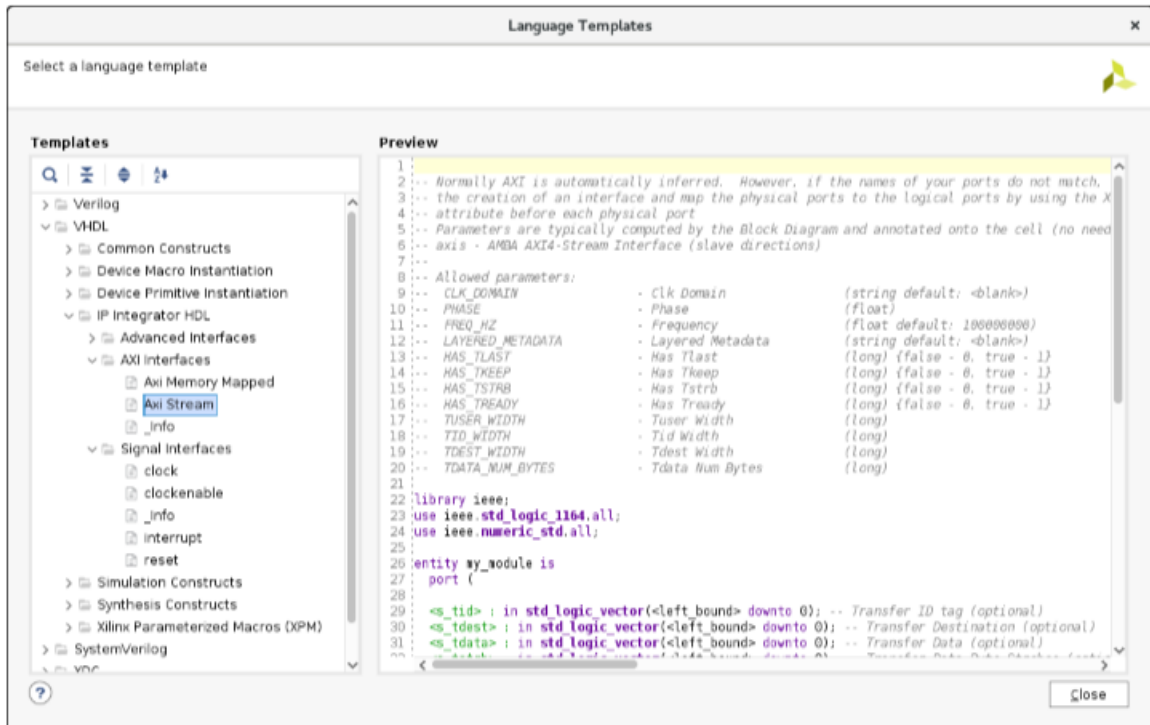 Language Templates
Select a language template
Templates
Verilog
VHDL
Common Constructs
Device Macro Instantiation
Device Primitive Instantiation
IP Integrator HDL
Advanced Interfaces
AXI Interfaces
Axi Memory Mapped
Axi Stream
_Info
Signal Interfaces
clock
clockenable
_Info
interrupt
reset
Simulation Constructs
Synthesis Constructs
Xilinx Parameterized Macros (XPM)
SystemVerilog
Preview
1
2 -- Normally AXI is automatically inferred. However, if the names of your ports do not match,
3 -- the creation of an interface and map the physical ports to the logical ports by using the X
4 -- attribute before each physical port
5 -- Parameters are typically computed by the Block Diagram and annotated onto the cell (no need
6 -- axis - AMBA AXI4-Stream Interface (slave directions)
7 --
8 -- Allowed parameters:
9 -- CLK_DOMAIN - Clk Domain (string default: <blank>)
10 -- PHASE - Phase (float)
11 -- FREQ_HZ - Frequency (float default: 100000000)
12 -- LAYERED_METADATA - Layered Metadata (string default: <blank>)
13 -- HAS_TLAST - Has Tlast (long) {false - 0, true - 1}
14 -- HAS_TKEEP - Has Tkeep (long) {false - 0, true - 1}
15 -- HAS_TSTRB - Has Tstrb (long) {false - 0, true - 1}
16 -- HAS_TREADY - Has Tready (long) {false - 0, true - 1}
17 -- TUSER_WIDTH - Tuser Width (long)
18 -- TID_WIDTH - Tid Width (long)
19 -- TDEST_WIDTH - Tdest Width (long)
20 -- TDATA_NUM_BYTES - Tdata Num Bytes (long)
21
22 library ieee;
23 use ieee.std_logic_1164.all;
24 use ieee.numeric_std.all;
25
26 entity my_module is
27 port (
28
29 <s_tid> : in std_logic_vector(<left_bound> downto 0); -- Transfer ID tag (optional)
30 <s_tdest> : in std_logic_vector(<left_bound> downto 0); -- Transfer Destination (optional)
31 <s_tdata> : in std_logic_vector(<left_bound> downto 0); -- Transfer Data (optional)
?
Close